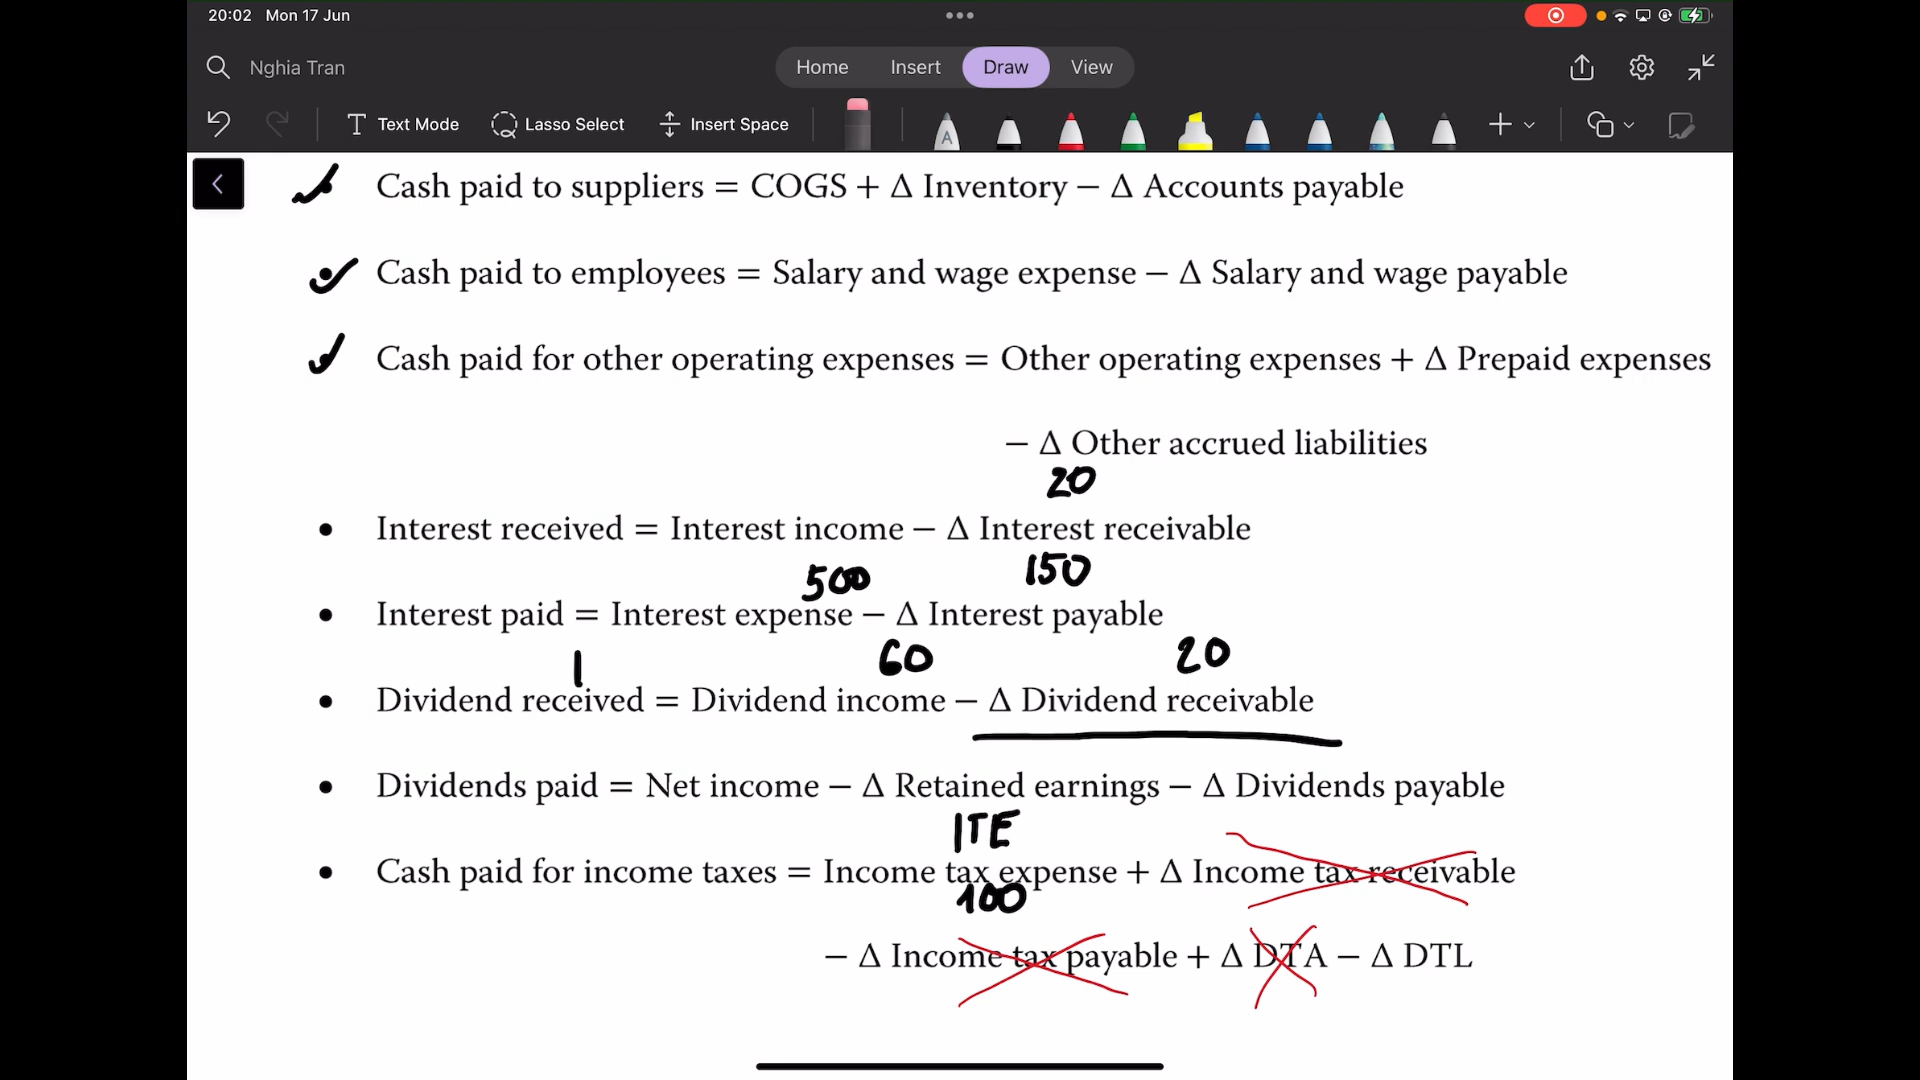 20:02 Mon 17 Jun
Nghia Tran
Home Insert Draw View
Text Mode Lasso Select Insert Space
A
Cash paid to suppliers = COGS + Δ Inventory − Δ Accounts payable
Cash paid to employees = Salary and wage expense − Δ Salary and wage payable
Cash paid for other operating expenses = Other operating expenses + Δ Prepaid expenses
− Δ Other accrued liabilities
20
• Interest received = Interest income − Δ Interest receivable
500 150
• Interest paid = Interest expense − Δ Interest payable
1 60 20
• Dividend received = Dividend income − Δ Dividend receivable
• Dividends paid = Net income − Δ Retained earnings − Δ Dividends payable
ITE
• Cash paid for income taxes = Income tax expense + Δ Income tax receivable
100
− Δ Income tax payable + Δ DTA − Δ DTL